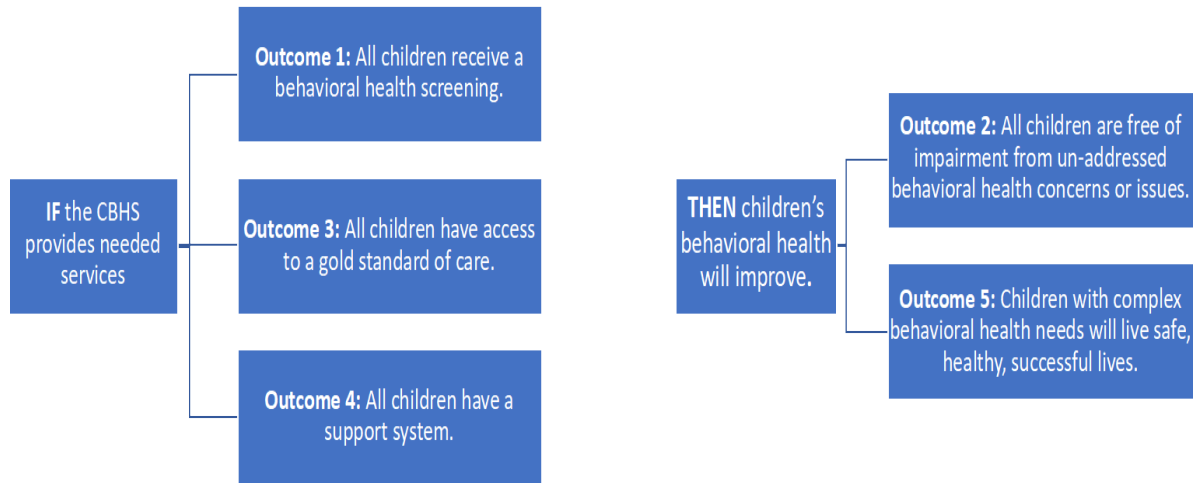 IF the CBHS
provides needed
services
Outcome 1: All children receive a
behavioral health screening.
Outcome 3: All children have access
to a gold standard of care.
Outcome 4: All children have a
support system.
THEN children’s
behavioral health
will improve.
Outcome 2: All children are free of
impairment from un-addressed
behavioral health concerns or issues.
Outcome 5: Children with complex
behavioral health needs will live safe,
healthy, successful lives.